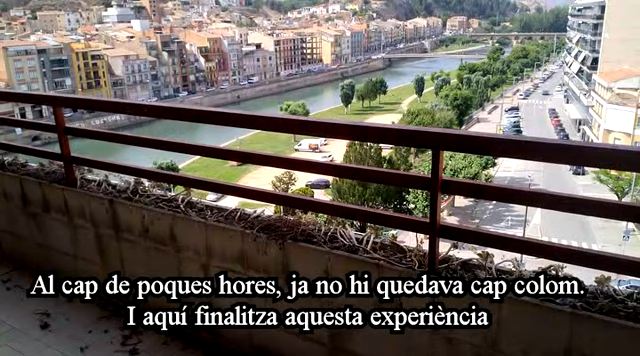 Al cap de poques hores, ja no hi quedava cap colom.
I aquí finalitza aquesta experiència